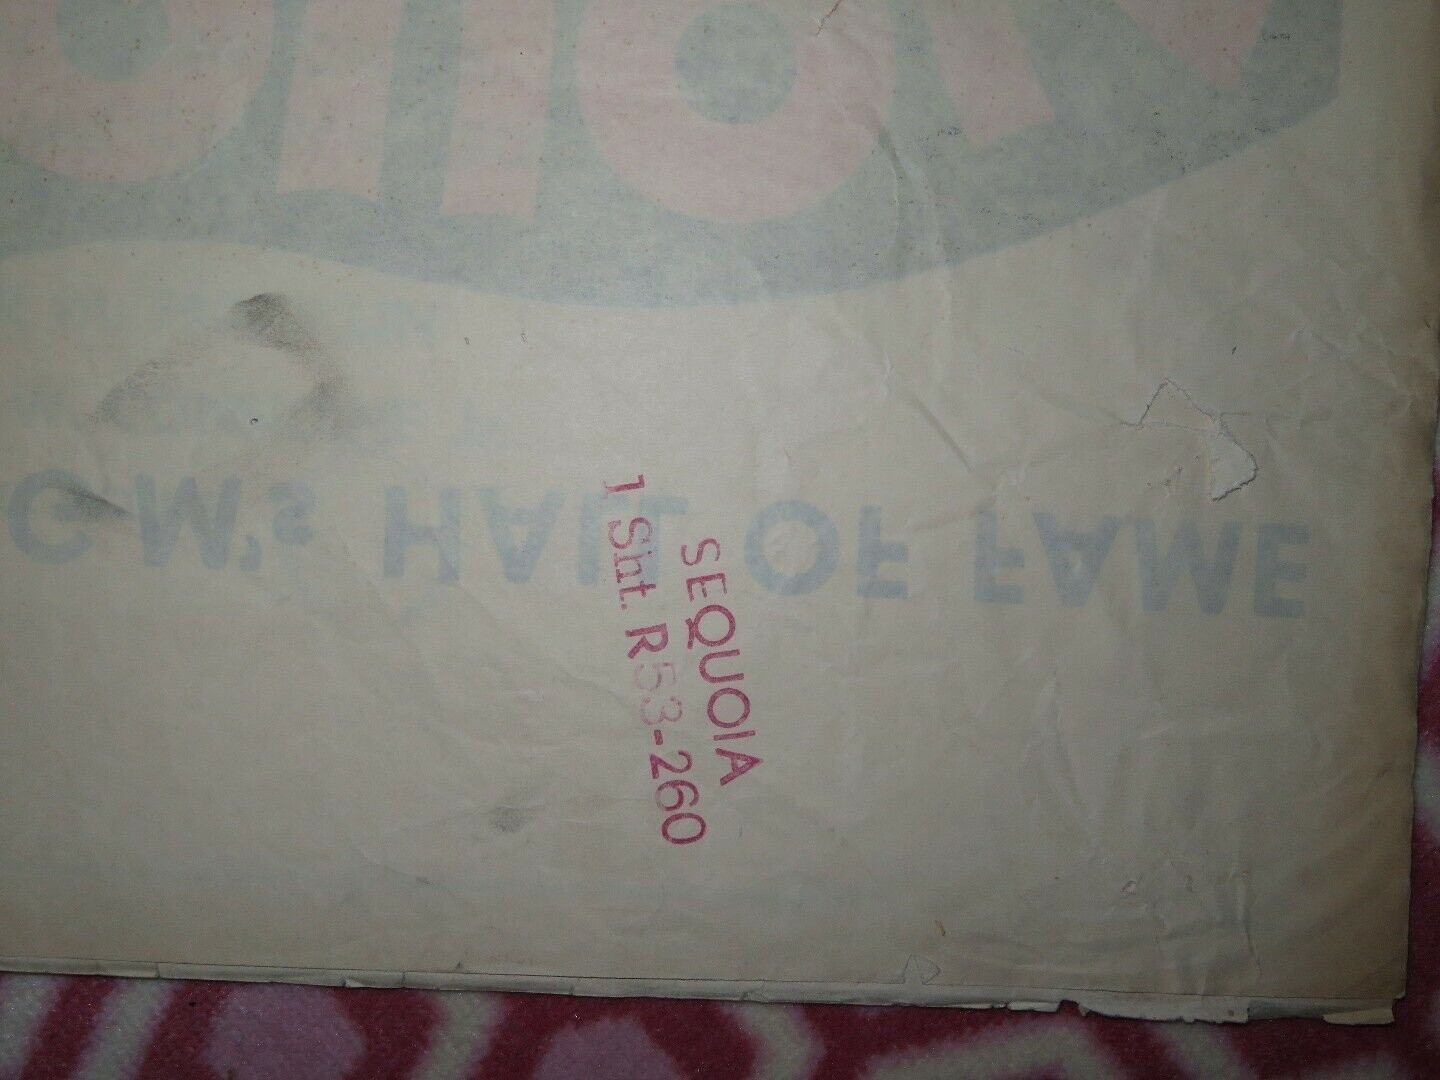 G-M's HALL OF FAME
SEQUOIA
1 Sht. R53-260